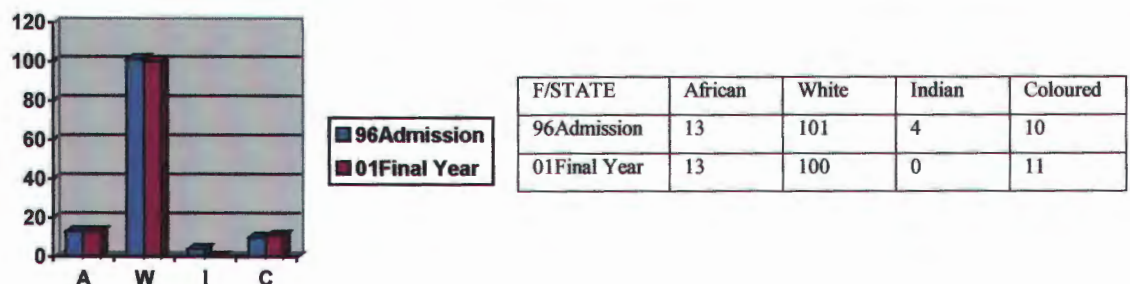 120
100
80
60
40
20
0
A W I C
96Admission
01Final Year
F/STATE African White Indian Coloured
96Admission 13 101 4 10
01Final Year 13 100 0 11